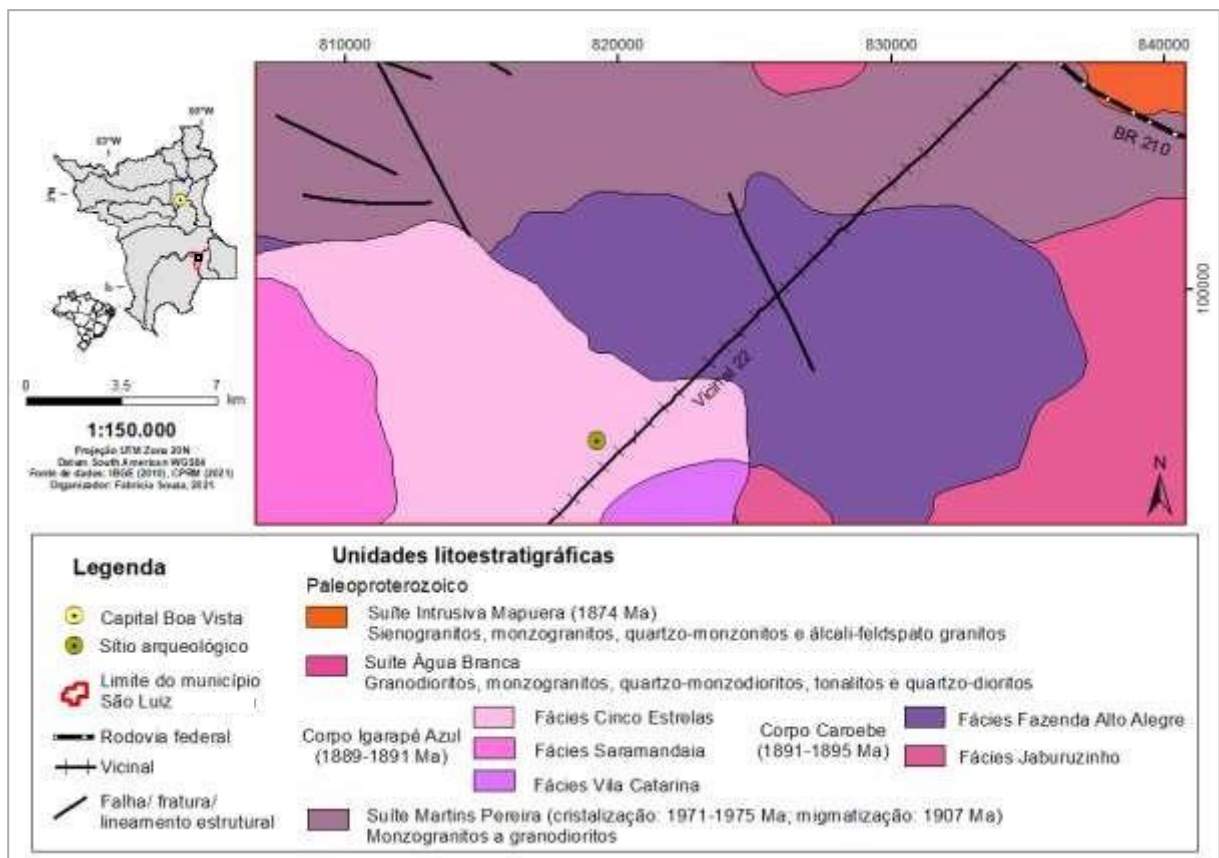 810000
820000
830000
840000
60°W
63°W
3°N
0°
BR 210
100000
Vicinal 22
N
0 3.5 7
km
1:150.000
Projeção UTM Zona 20N
Datum South American WGS84
Fonte de dados: IBGE (2010), CPRM (2021)
Organizador: Fabrícia Souza, 2021
Legenda
Capital Boa Vista
Sítio arqueológico
Limite do município
São Luiz
Rodovia federal
Vicinal
Falha/ fratura/
lineamento estrutural
Unidades litoestratigráficas
Paleoproterozoico
Suíte Intrusiva Mapuera (1874 Ma)
Sienogranitos, monzogranitos, quartzo-monzonitos e álcali-feldspato granitos
Suíte Água Branca
Granodioritos, monzogranitos, quartzo-monzodioritos, tonalitos e quartzo-dioritos
Corpo Igarapé Azul
(1889-1891 Ma)
Fácies Cinco Estrelas
Fácies Saramandaia
Fácies Vila Catarina
Corpo Caroebe
(1891-1895 Ma)
Fácies Fazenda Alto Alegre
Fácies Jaburuzinho
Suíte Martins Pereira (cristalização: 1971-1975 Ma; migmatização: 1907 Ma)
Monzogranitos a granodioritos